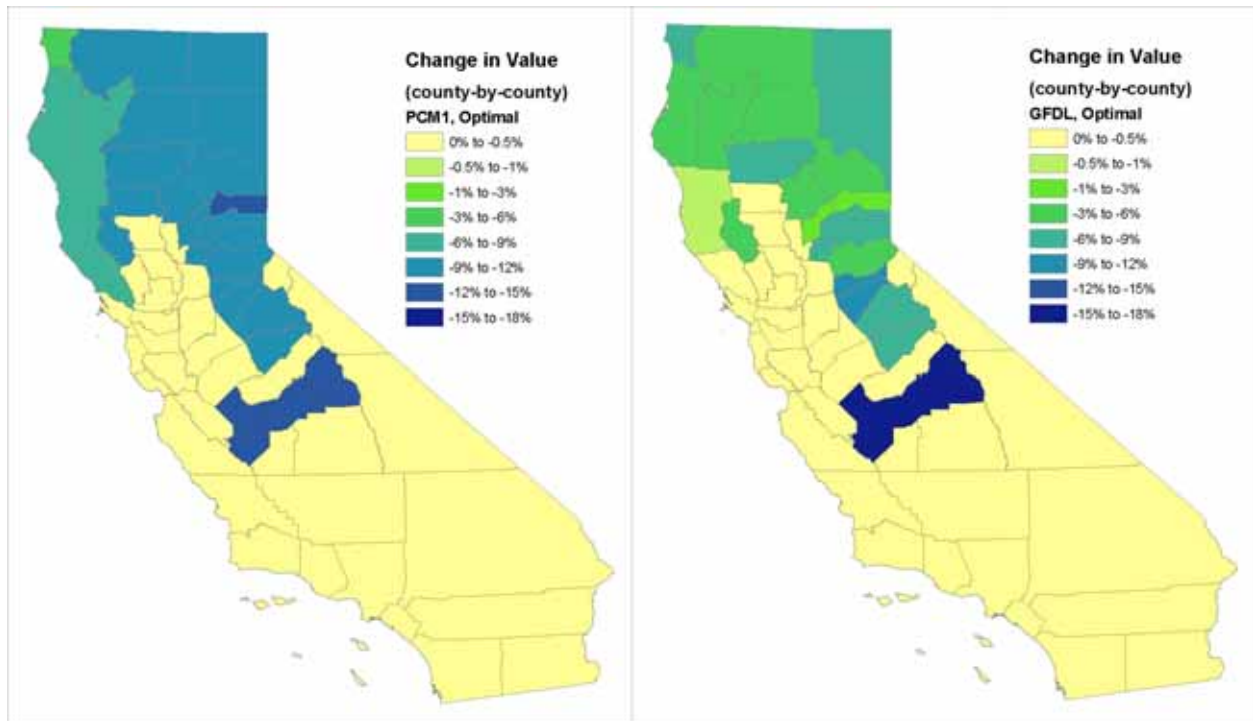 Change in Value
(county-by-county)
PCM1, Optimal
0% to -0.5%
-0.5% to -1%
-1% to -3%
-3% to -6%
-6% to -9%
-9% to -12%
-12% to -15%
-15% to -18%
Change in Value
(county-by-county)
GFDL, Optimal
0% to -0.5%
-0.5% to -1%
-1% to -3%
-3% to -6%
-6% to -9%
-9% to -12%
-12% to -15%
-15% to -18%